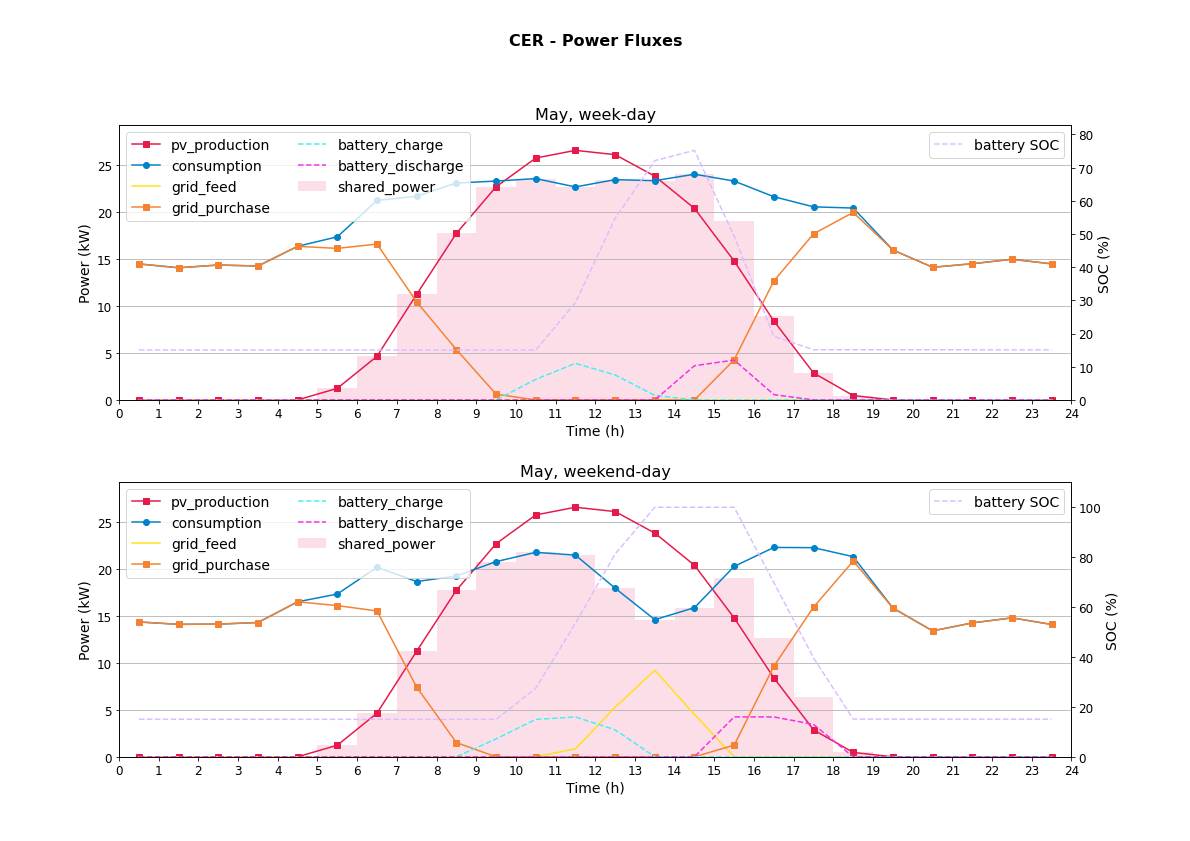 CER - Power Fluxes
May, week-day
pv_production
consumption
grid_feed
grid_purchase
battery_charge
battery_discharge
shared_power
battery SOC
Power (kW)
0
5
10
15
20
25
SOC (%)
0
10
20
30
40
50
60
70
80
0 1 2 3 4 5 6 7 8 9 10 11 12 13 14 15 16 17 18 19 20 21 22 23 24
Time (h)
May, weekend-day
pv_production
consumption
grid_feed
grid_purchase
battery_charge
battery_discharge
shared_power
battery SOC
Power (kW)
0
5
10
15
20
25
SOC (%)
0
20
40
60
80
100
0 1 2 3 4 5 6 7 8 9 10 11 12 13 14 15 16 17 18 19 20 21 22 23 24
Time (h)